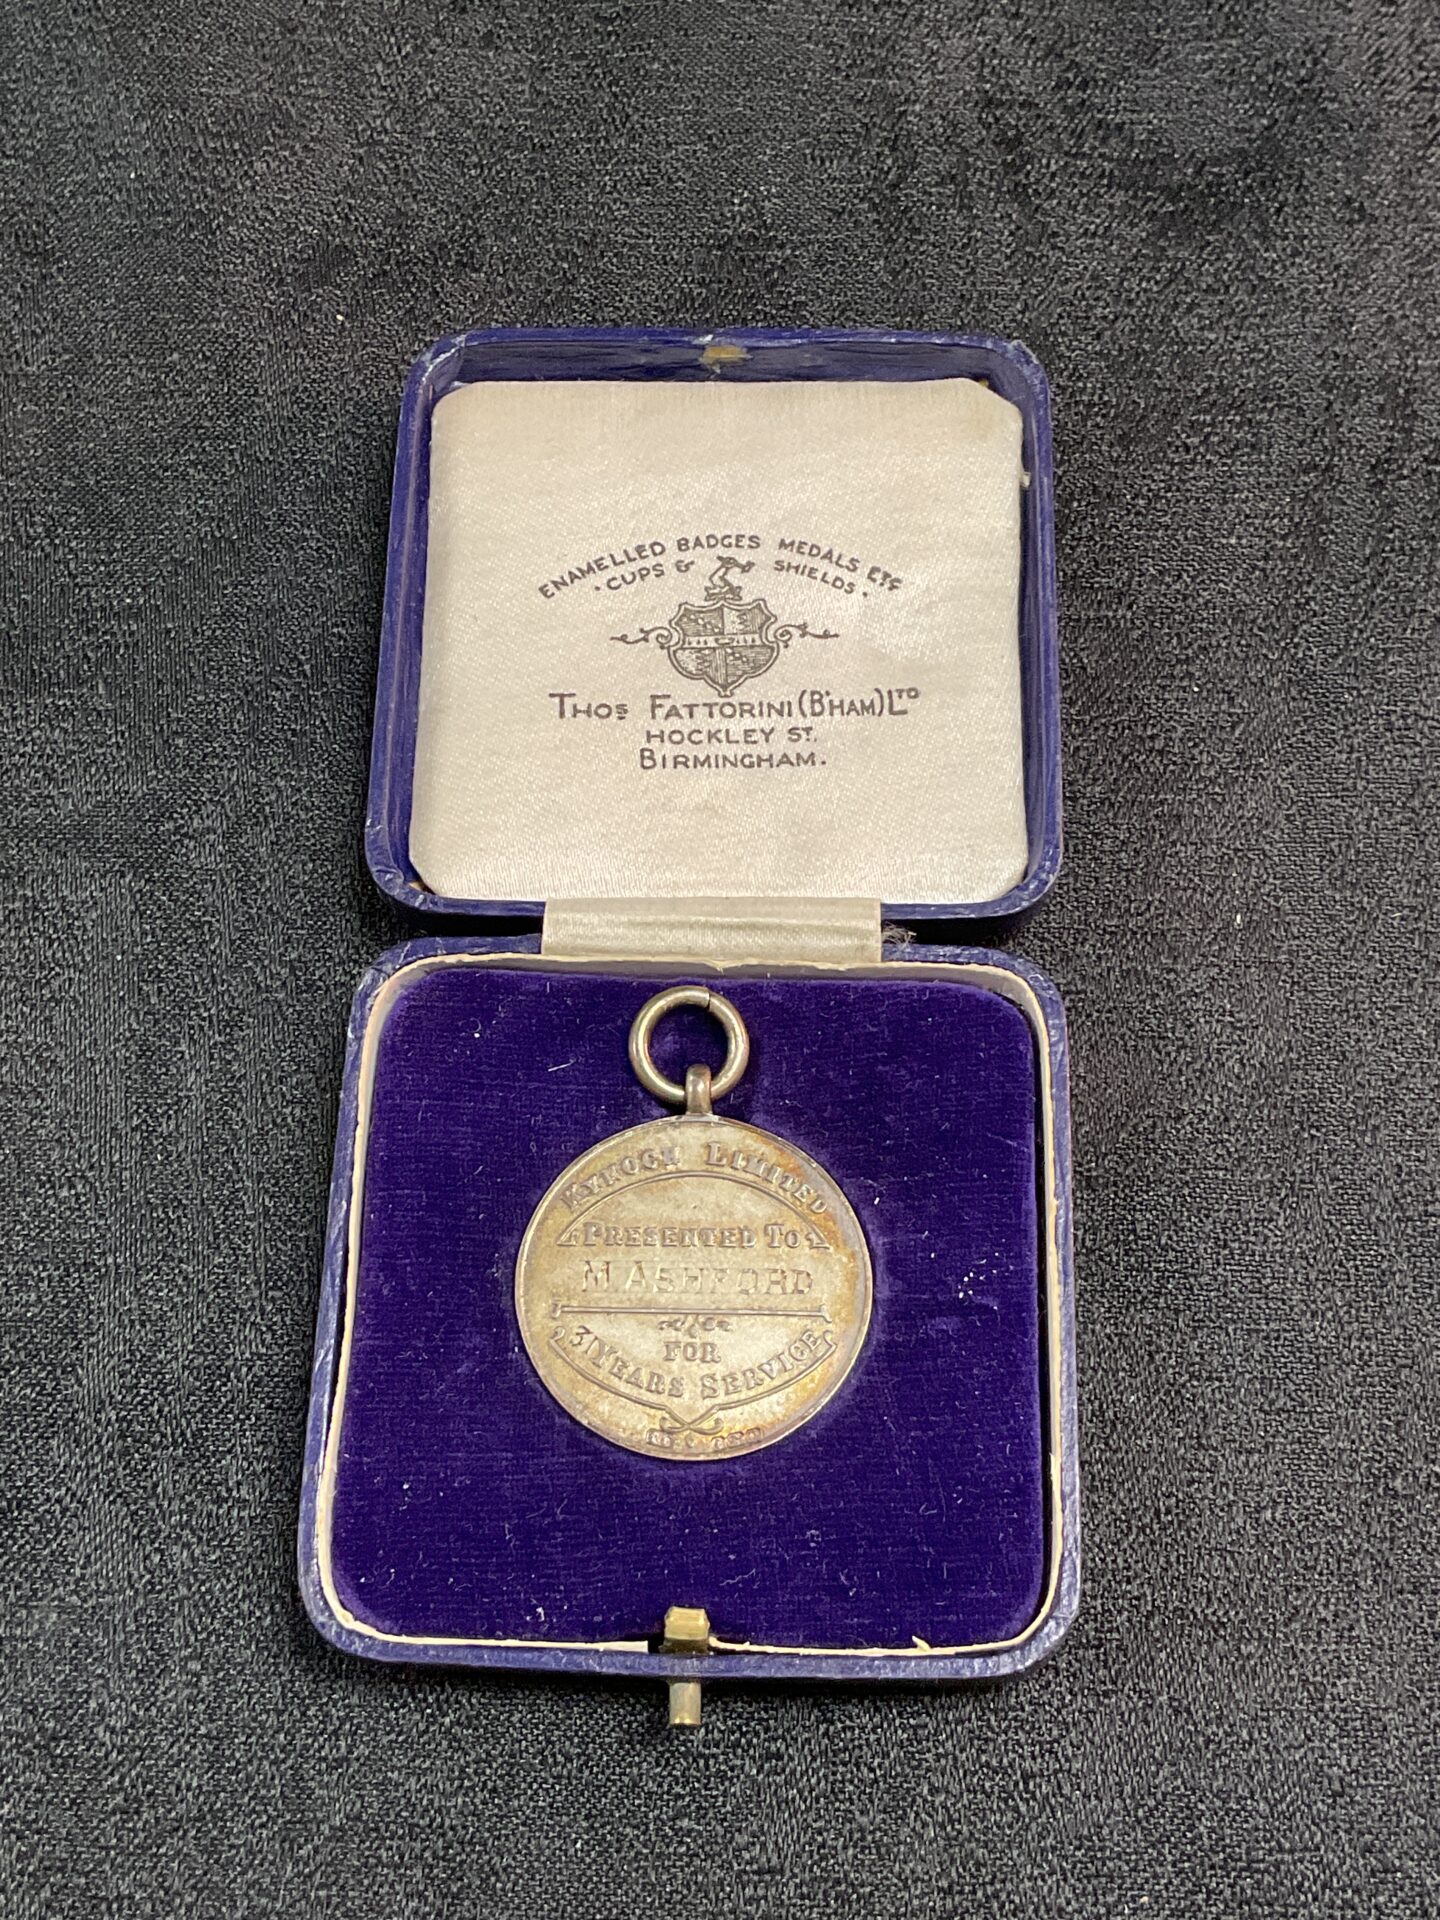 ENAMELLED BADGES MEDALS ETC
· CUPS & SHIELDS ·
THOS FATTORINI (B'HAM) LTD
HOCKLEY ST.
BIRMINGHAM.
KYNOCH LIMITED
PRESENTED TO
M. ASHFORD
FOR
31 YEARS SERVICE